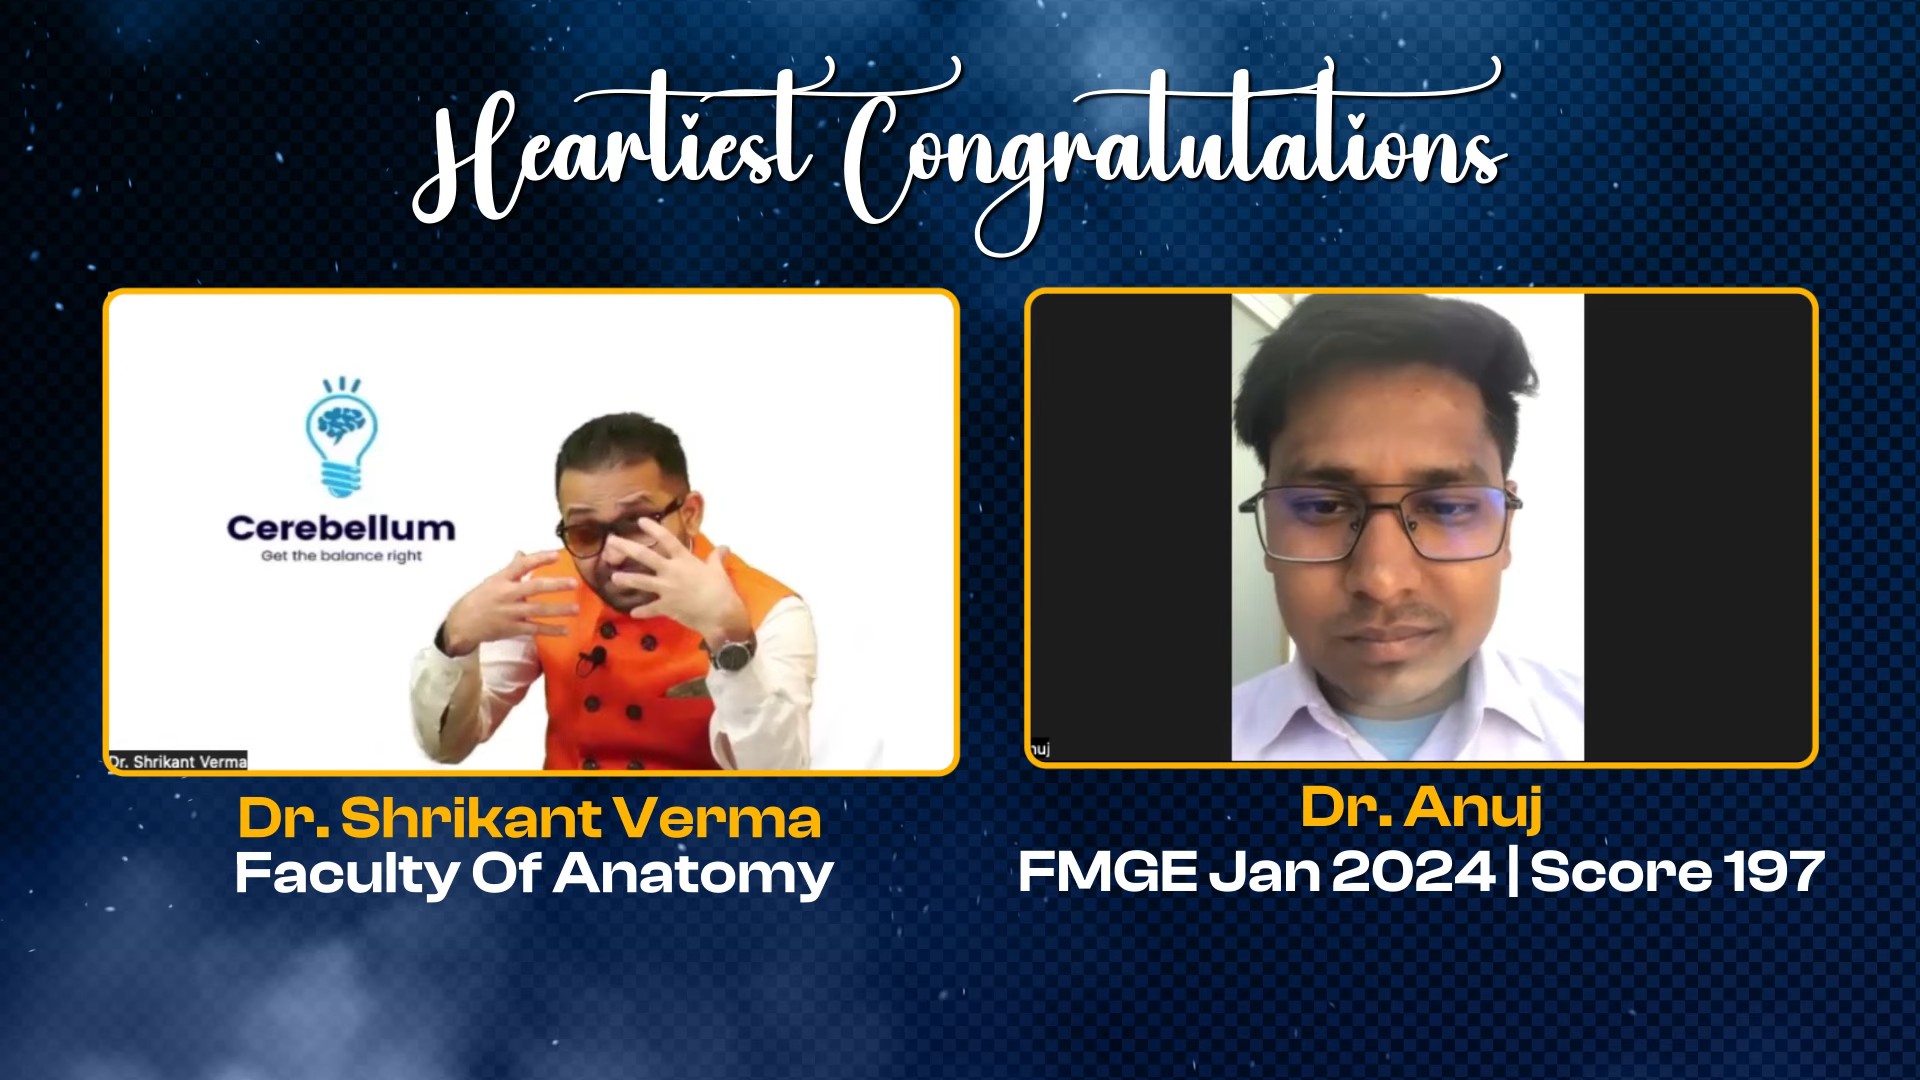 Heartiest Congratulations
Cerebellum
Get the balance right
Dr. Shrikant Verma
nuj
Dr. Shrikant Verma
Faculty Of Anatomy
Dr. Anuj
FMGE Jan 2024 | Score 197